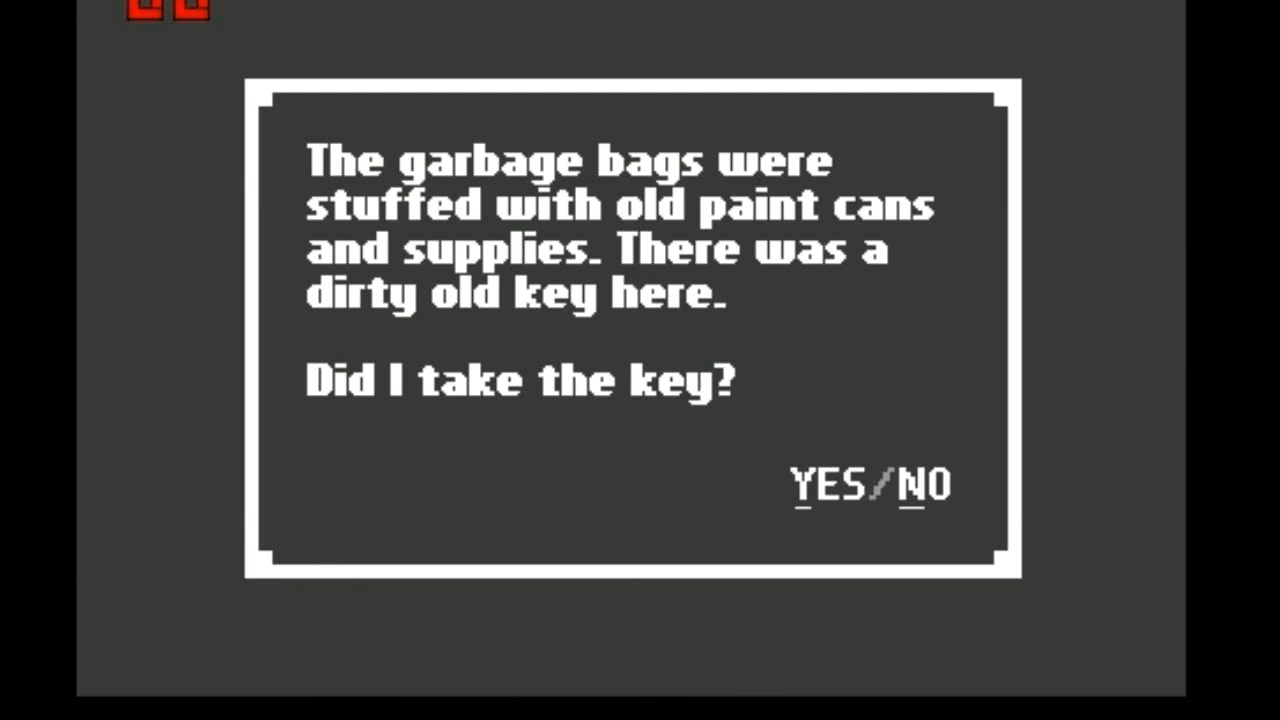 The garbage bags were
stuffed with old paint cans
and supplies. There was a
dirty old key here.
Did I take the key?
YES/NO